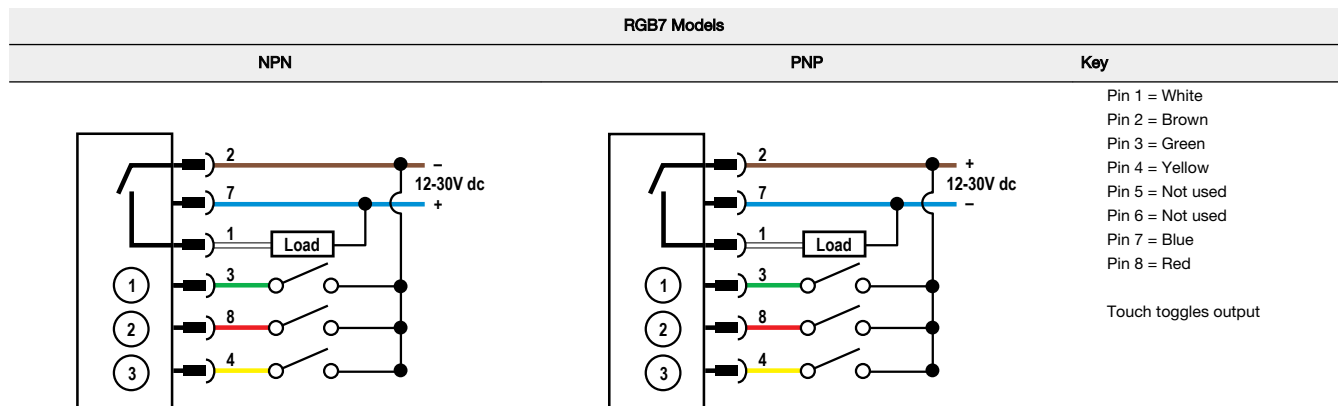 RGB7 Models
NPN PNP Key
2
–
12-30V dc
7
+
1
Load
3
1
8
2
4
3
2
+
12-30V dc
7
–
1
Load
3
1
8
2
4
3
Pin 1 = White
Pin 2 = Brown
Pin 3 = Green
Pin 4 = Yellow
Pin 5 = Not used
Pin 6 = Not used
Pin 7 = Blue
Pin 8 = Red
Touch toggles output